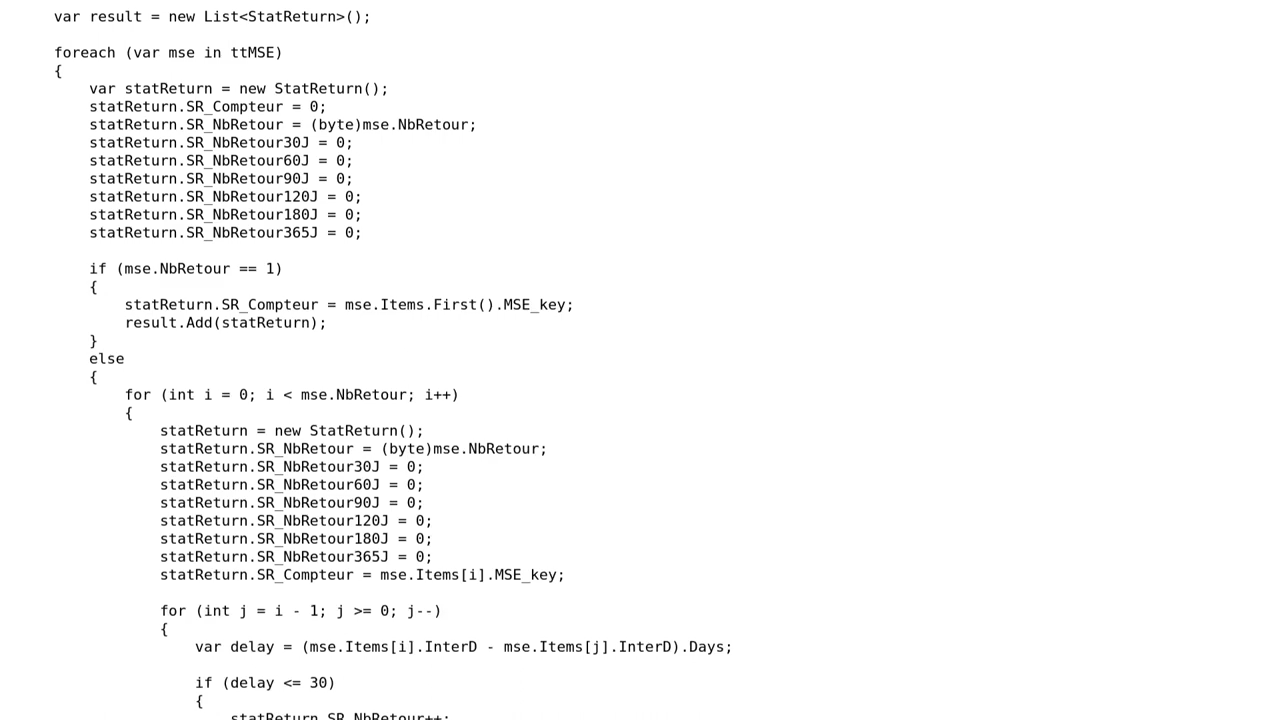 var result = new List<StatReturn>();
foreach (var mse in ttMSE)
{
var statReturn = new StatReturn();
statReturn.SR_Compteur = 0;
statReturn.SR_NbRetour = (byte)mse.NbRetour;
statReturn.SR_NbRetour30J = 0;
statReturn.SR_NbRetour60J = 0;
statReturn.SR_NbRetour90J = 0;
statReturn.SR_NbRetour120J = 0;
statReturn.SR_NbRetour180J = 0;
statReturn.SR_NbRetour365J = 0;
if (mse.NbRetour == 1)
{
statReturn.SR_Compteur = mse.Items.First().MSE_key;
result.Add(statReturn);
}
else
{
for (int i = 0; i < mse.NbRetour; i++)
{
statReturn = new StatReturn();
statReturn.SR_NbRetour = (byte)mse.NbRetour;
statReturn.SR_NbRetour30J = 0;
statReturn.SR_NbRetour60J = 0;
statReturn.SR_NbRetour90J = 0;
statReturn.SR_NbRetour120J = 0;
statReturn.SR_NbRetour180J = 0;
statReturn.SR_NbRetour365J = 0;
statReturn.SR_Compteur = mse.Items[i].MSE_key;
for (int j = i - 1; j >= 0; j--)
{
var delay = (mse.Items[i].InterD - mse.Items[j].InterD).Days;
if (delay <= 30)
{
statReturn.SR_NbRetour++;